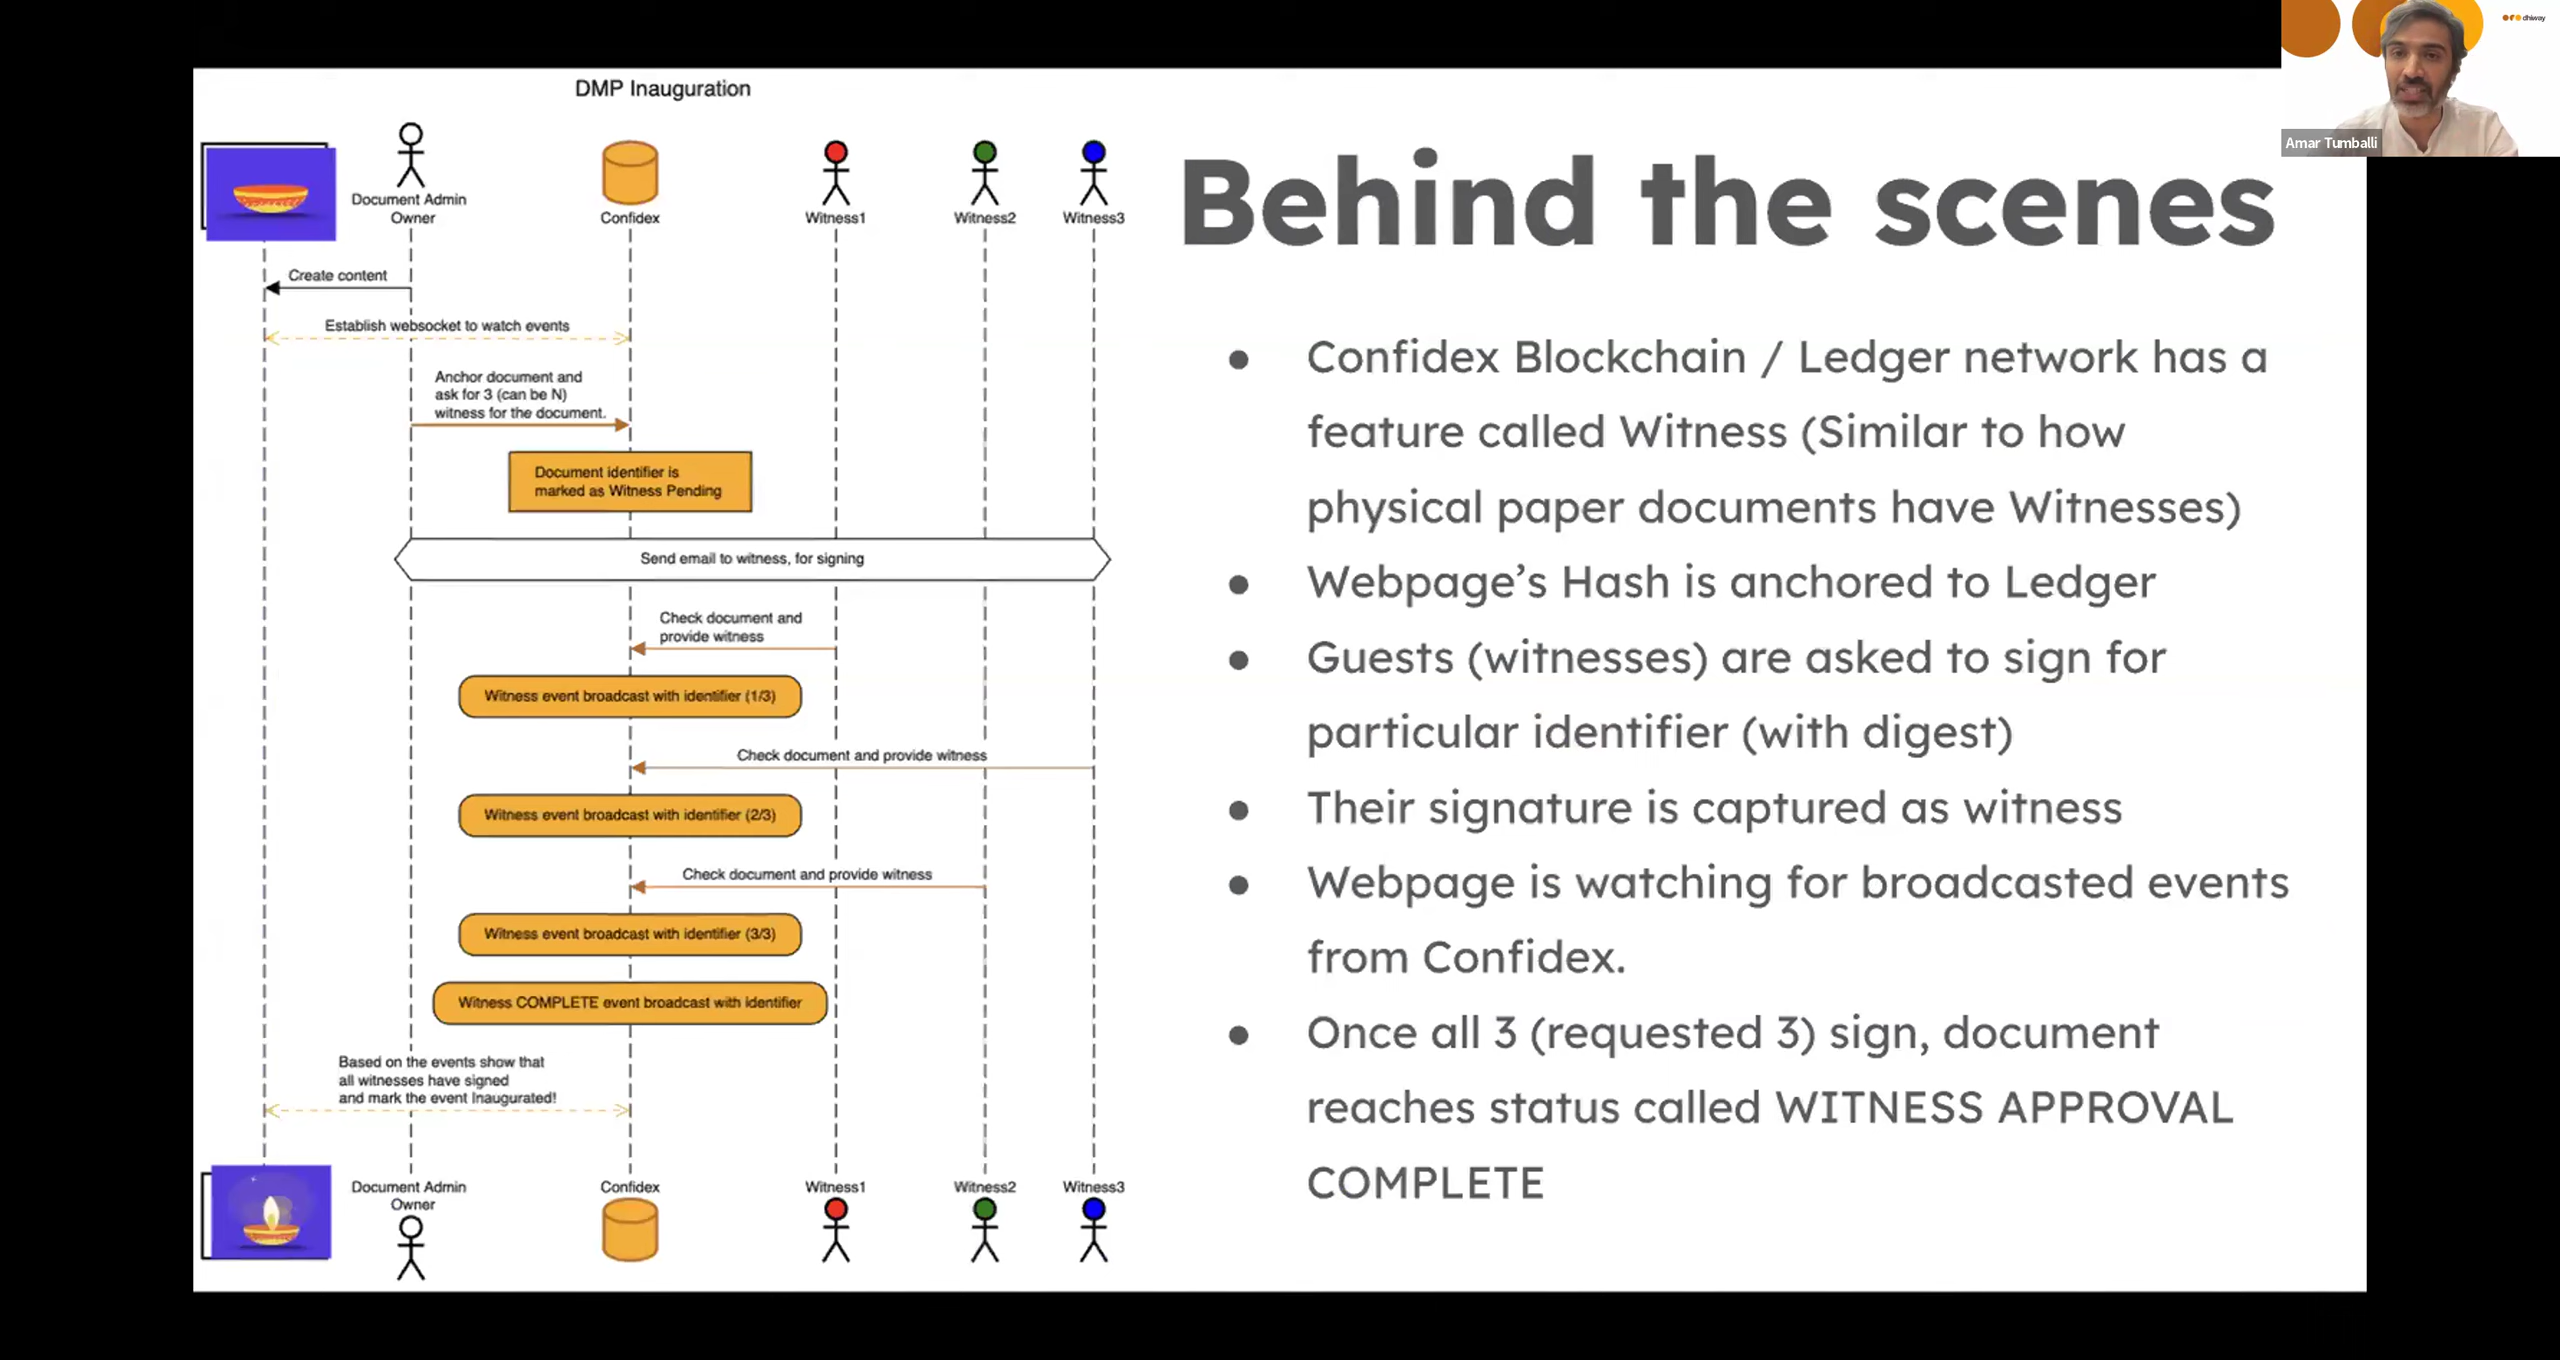 dhiway
Amar Tumballi
DMP Inauguration
Document Admin
Owner
Confidex
Witness1
Witness2
Witness3
Create content
Establish websocket to watch events
Anchor document and
ask for 3 (can be N)
witness for the document.
Document identifier is
marked as Witness Pending
Send email to witness, for signing
Check document and
provide witness
Witness event broadcast with identifier (1/3)
Check document and provide witness
Witness event broadcast with identifier (2/3)
Check document and provide witness
Witness event broadcast with identifier (3/3)
Witness COMPLETE event broadcast with identifier
Based on the events show that
all witnesses have signed
and mark the event Inaugurated!
Document Admin
Owner
Confidex
Witness1
Witness2
Witness3
Behind the scenes
● Confidex Blockchain / Ledger network has a
feature called Witness (Similar to how
physical paper documents have Witnesses)
● Webpage’s Hash is anchored to Ledger
● Guests (witnesses) are asked to sign for
particular identifier (with digest)
● Their signature is captured as witness
● Webpage is watching for broadcasted events
from Confidex.
● Once all 3 (requested 3) sign, document
reaches status called WITNESS APPROVAL
COMPLETE